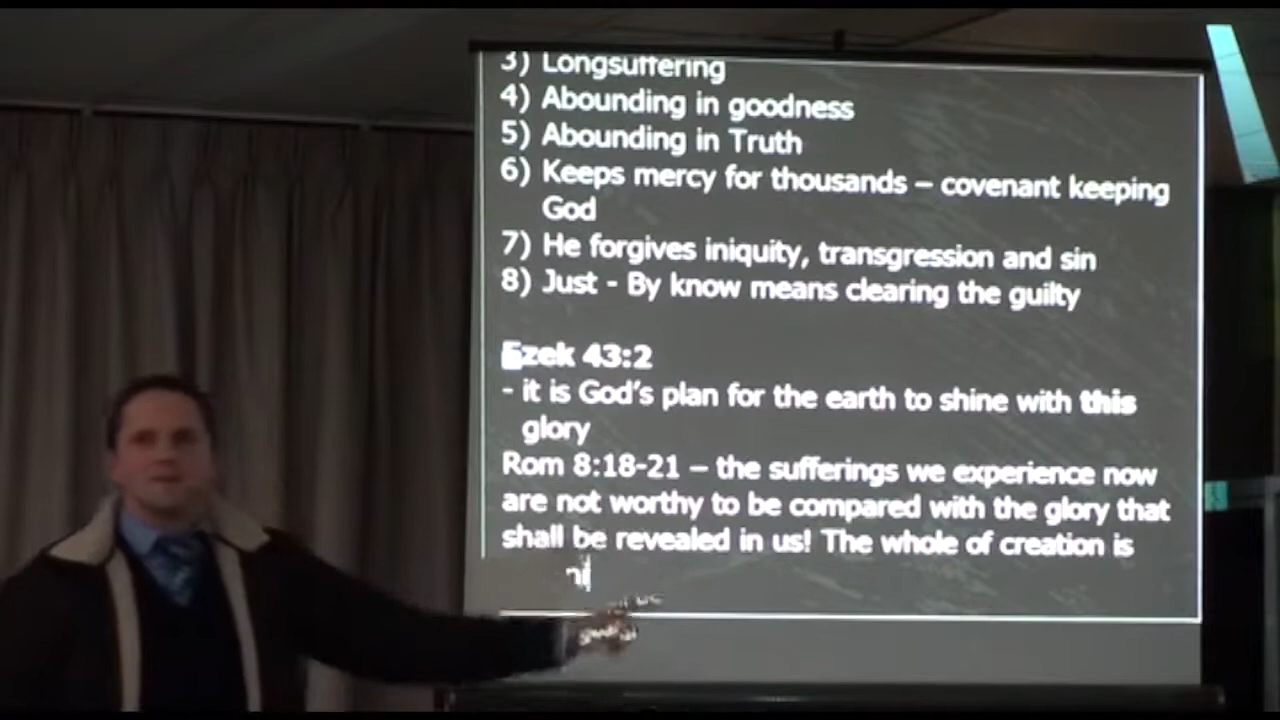 3) Longsuffering
4) Abounding in goodness
5) Abounding in Truth
6) Keeps mercy for thousands – covenant keeping
God
7) He forgives iniquity, transgression and sin
8) Just - By know means clearing the guilty
Ezek 43:2
- it is God's plan for the earth to shine with this
glory
Rom 8:18-21 – the sufferings we experience now
are not worthy to be compared with the glory that
shall be revealed in us! The whole of creation is